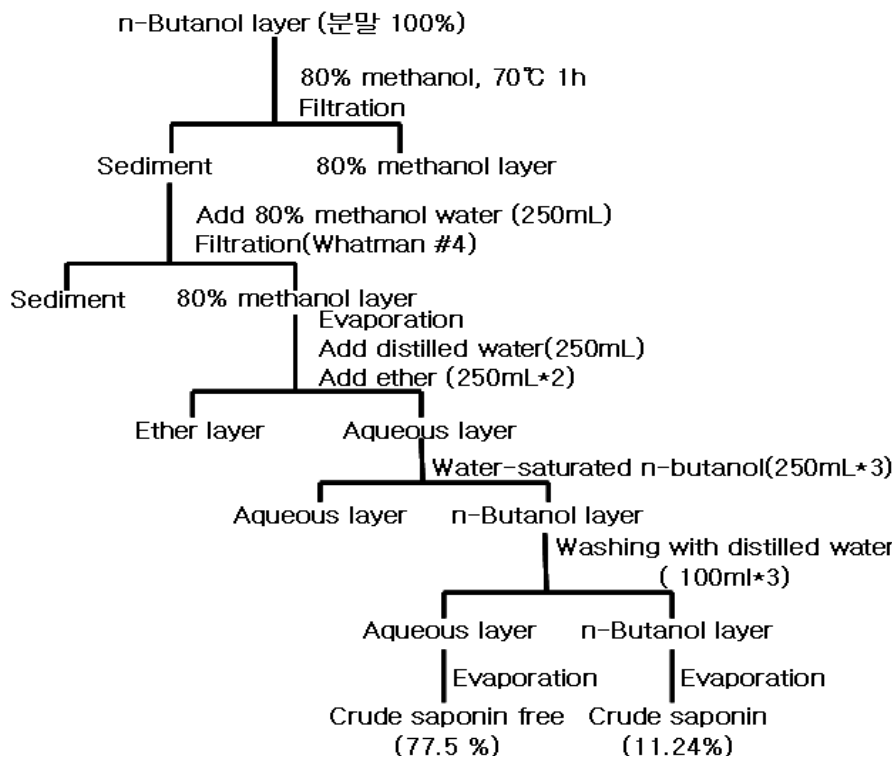 n-Butanol layer (분말 100%)
80% methanol, 70℃ 1h
Filtration
Sediment
80% methanol layer
Add 80% methanol water (250mL)
Filtration(Whatman #4)
Sediment
80% methanol layer
Evaporation
Add distilled water(250mL)
Add ether (250mL*2)
Ether layer
Aqueous layer
Water-saturated n-butanol(250mL*3)
Aqueous layer
n-Butanol layer
Washing with distilled water
( 100ml*3)
Aqueous layer
n-Butanol layer
Evaporation
Evaporation
Crude saponin free
(77.5 %)
Crude saponin
(11.24%)